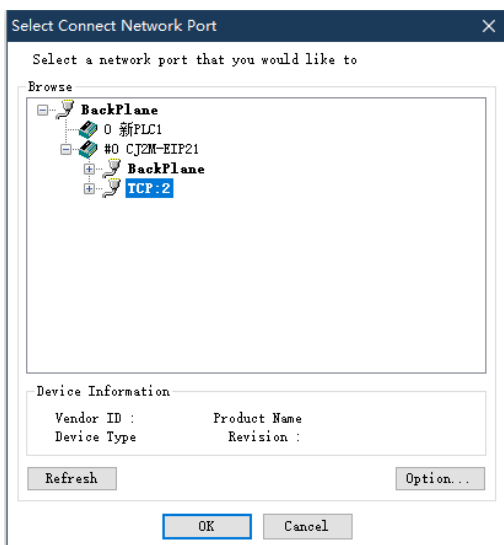 Select Connect Network Port
Select a network port that you would like to
Browse
BackPlane
0 新PLC1
#0 CJ2M-EIP21
BackPlane
TCP:2
Device Information
Vendor ID : Product Name
Device Type Revision :
Refresh Option...
OK Cancel